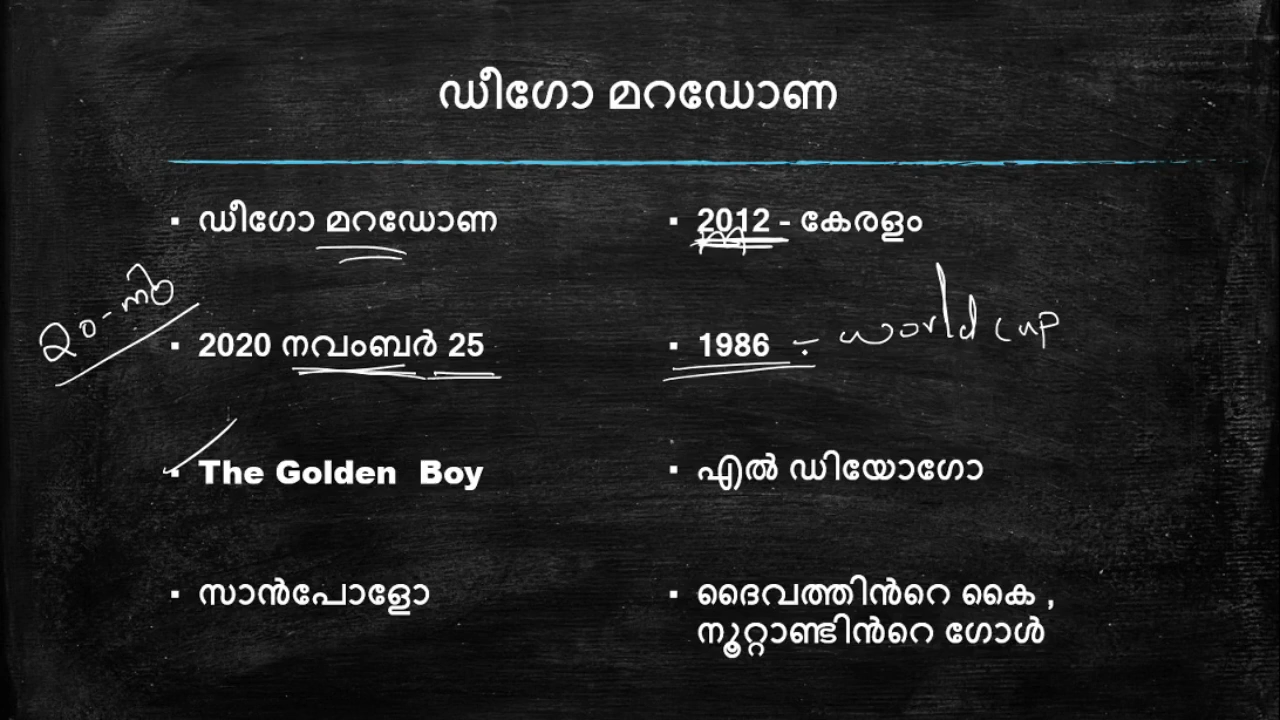 ഡീഗോ മറഡോണ
ഡീഗോ മറഡോണ
2020 നവംബർ 25
The Golden Boy
സാൻപോളോ
2012 - കേരളം
1986 - world cup
എൽ ഡിയോഗോ
ദൈവത്തിൻറെ കൈ ,
നൂറ്റാണ്ടിൻറെ ഗോൾ